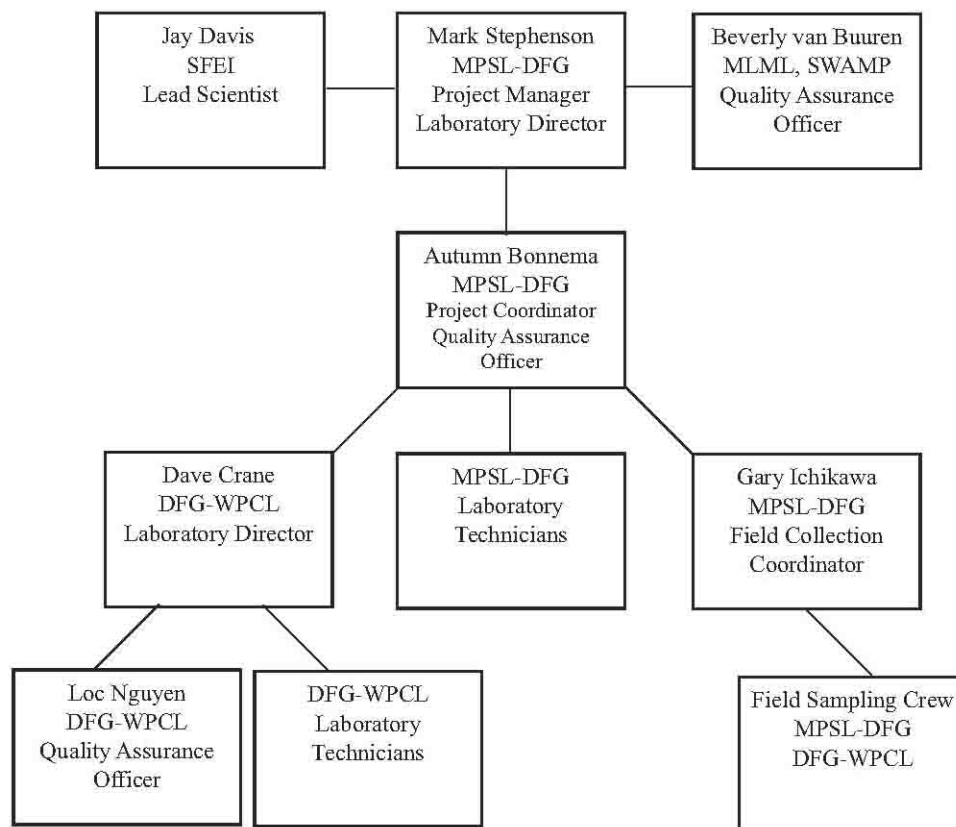 Jay Davis
SFEI
Lead Scientist
Mark Stephenson
MPSL-DFG
Project Manager
Laboratory Director
Beverly van Buuren
MLML, SWAMP
Quality Assurance
Officer
Autumn Bonnema
MPSL-DFG
Project Coordinator
Quality Assurance
Officer
Dave Crane
DFG-WPCL
Laboratory Director
MPSL-DFG
Laboratory
Technicians
Gary Ichikawa
MPSL-DFG
Field Collection
Coordinator
Loc Nguyen
DFG-WPCL
Quality Assurance
Officer
DFG-WPCL
Laboratory
Technicians
Field Sampling Crew
MPSL-DFG
DFG-WPCL